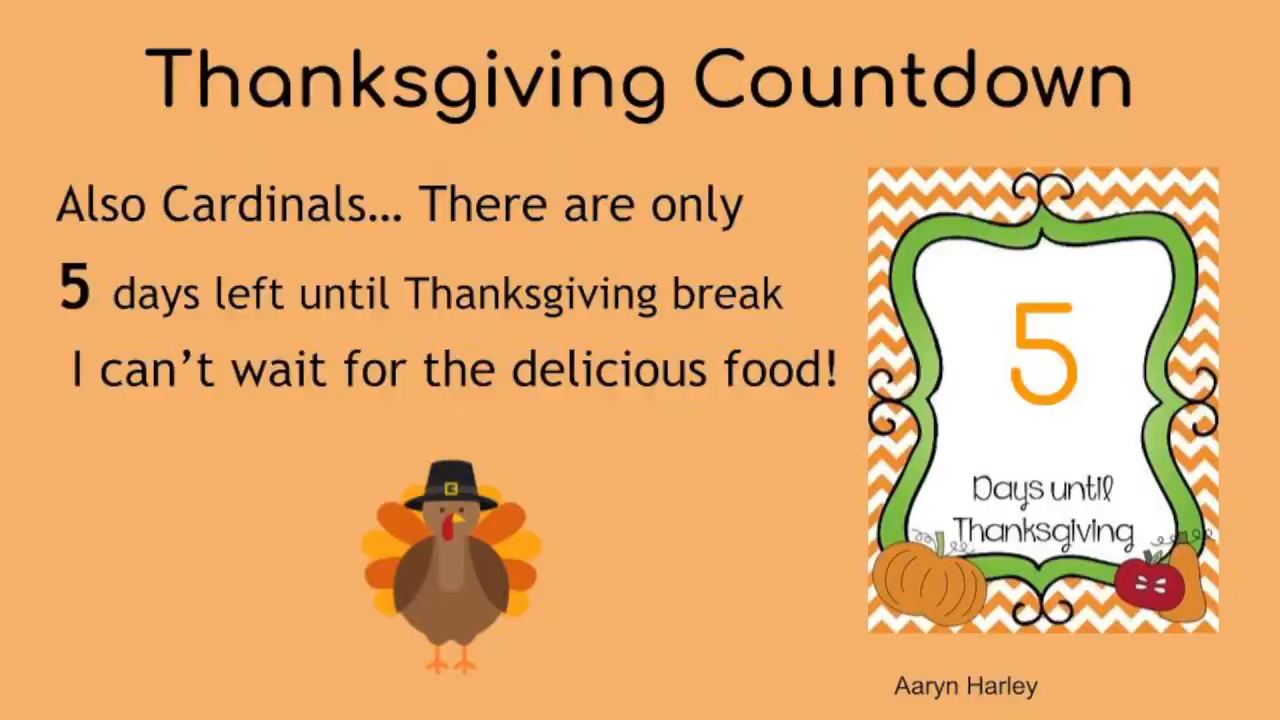 Thanksgiving Countdown
Also Cardinals... There are only
5 days left until Thanksgiving break
I can’t wait for the delicious food!
5
Days until
Thanksgiving
Aaryn Harley